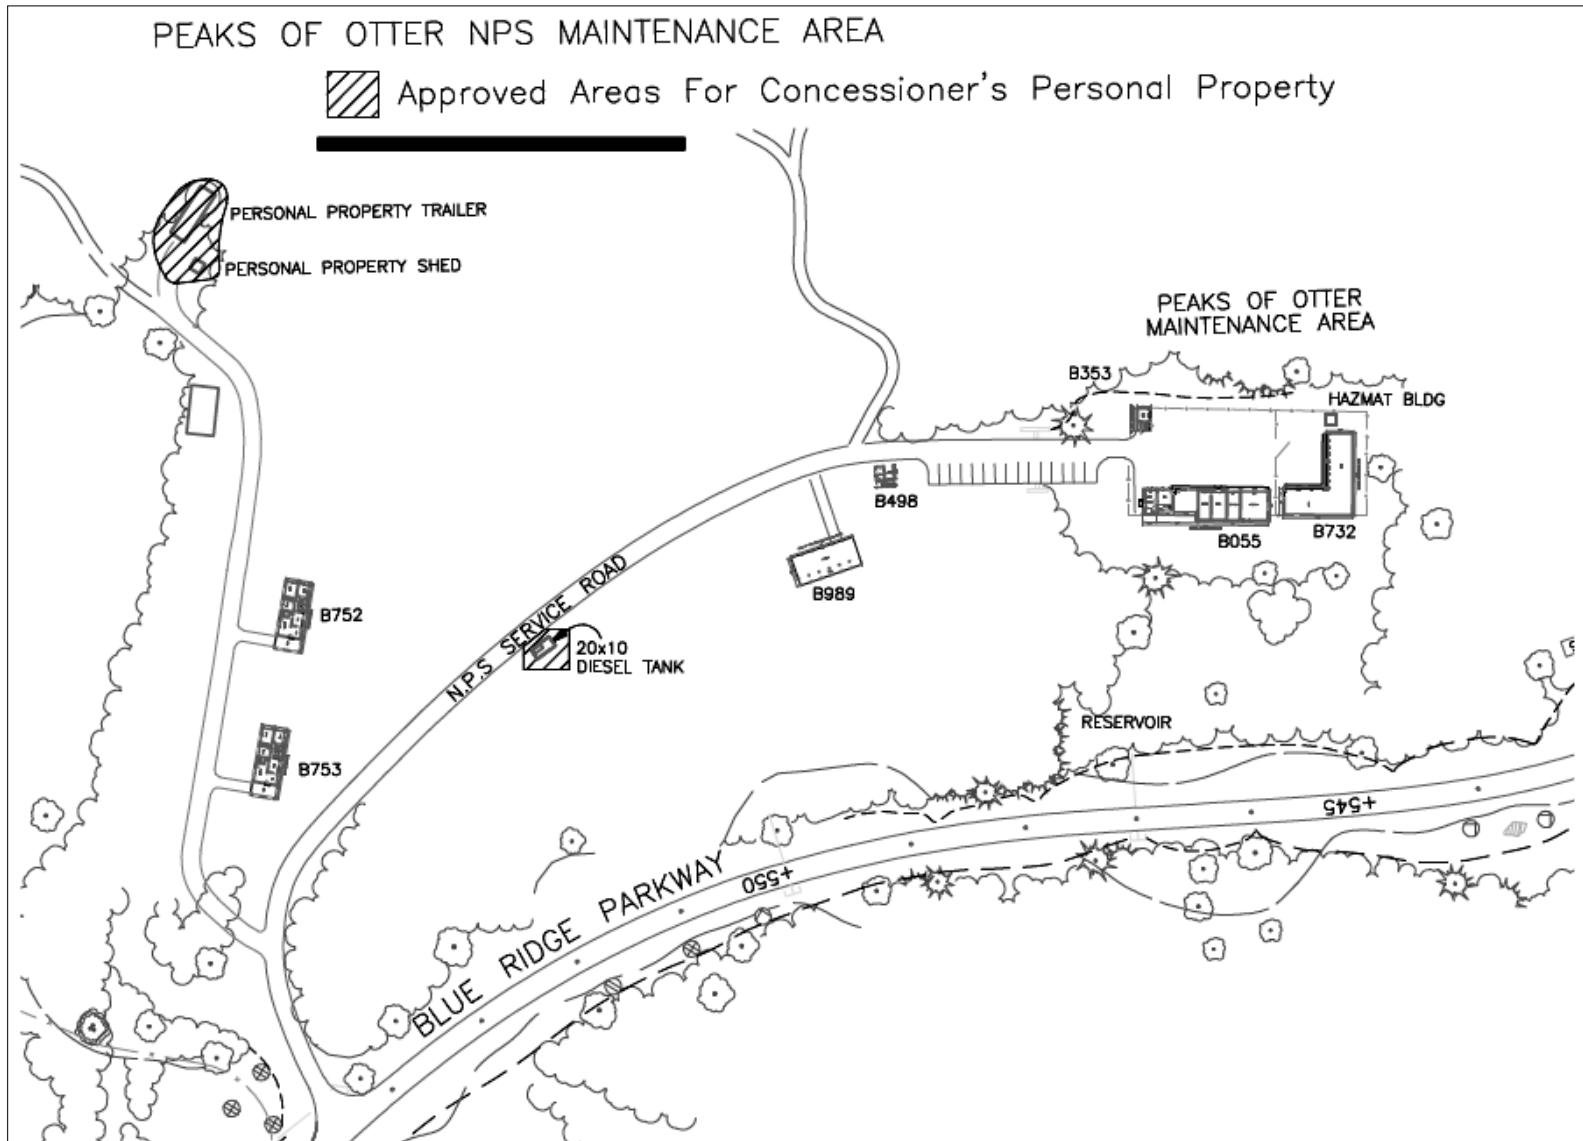 PEAKS OF OTTER NPS MAINTENANCE AREA
Approved Areas For Concessioner's Personal Property
PERSONAL PROPERTY TRAILER
PERSONAL PROPERTY SHED
PEAKS OF OTTER
MAINTENANCE AREA
B353
HAZMAT BLDG
B498
B055
B732
B989
N.P.S SERVICE ROAD
B752
20x10
DIESEL TANK
RESERVOIR
B753
+545
+550
BLUE RIDGE PARKWAY